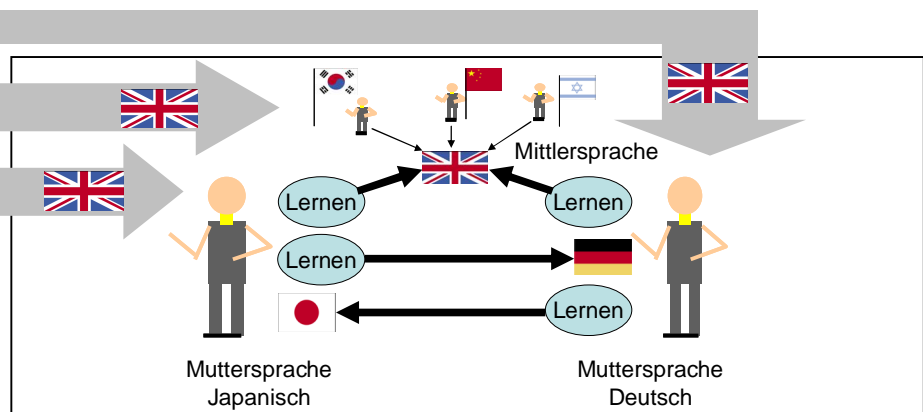 Mittlersprache
Lernen
Lernen
Lernen
Lernen
Muttersprache
Japanisch
Muttersprache
Deutsch